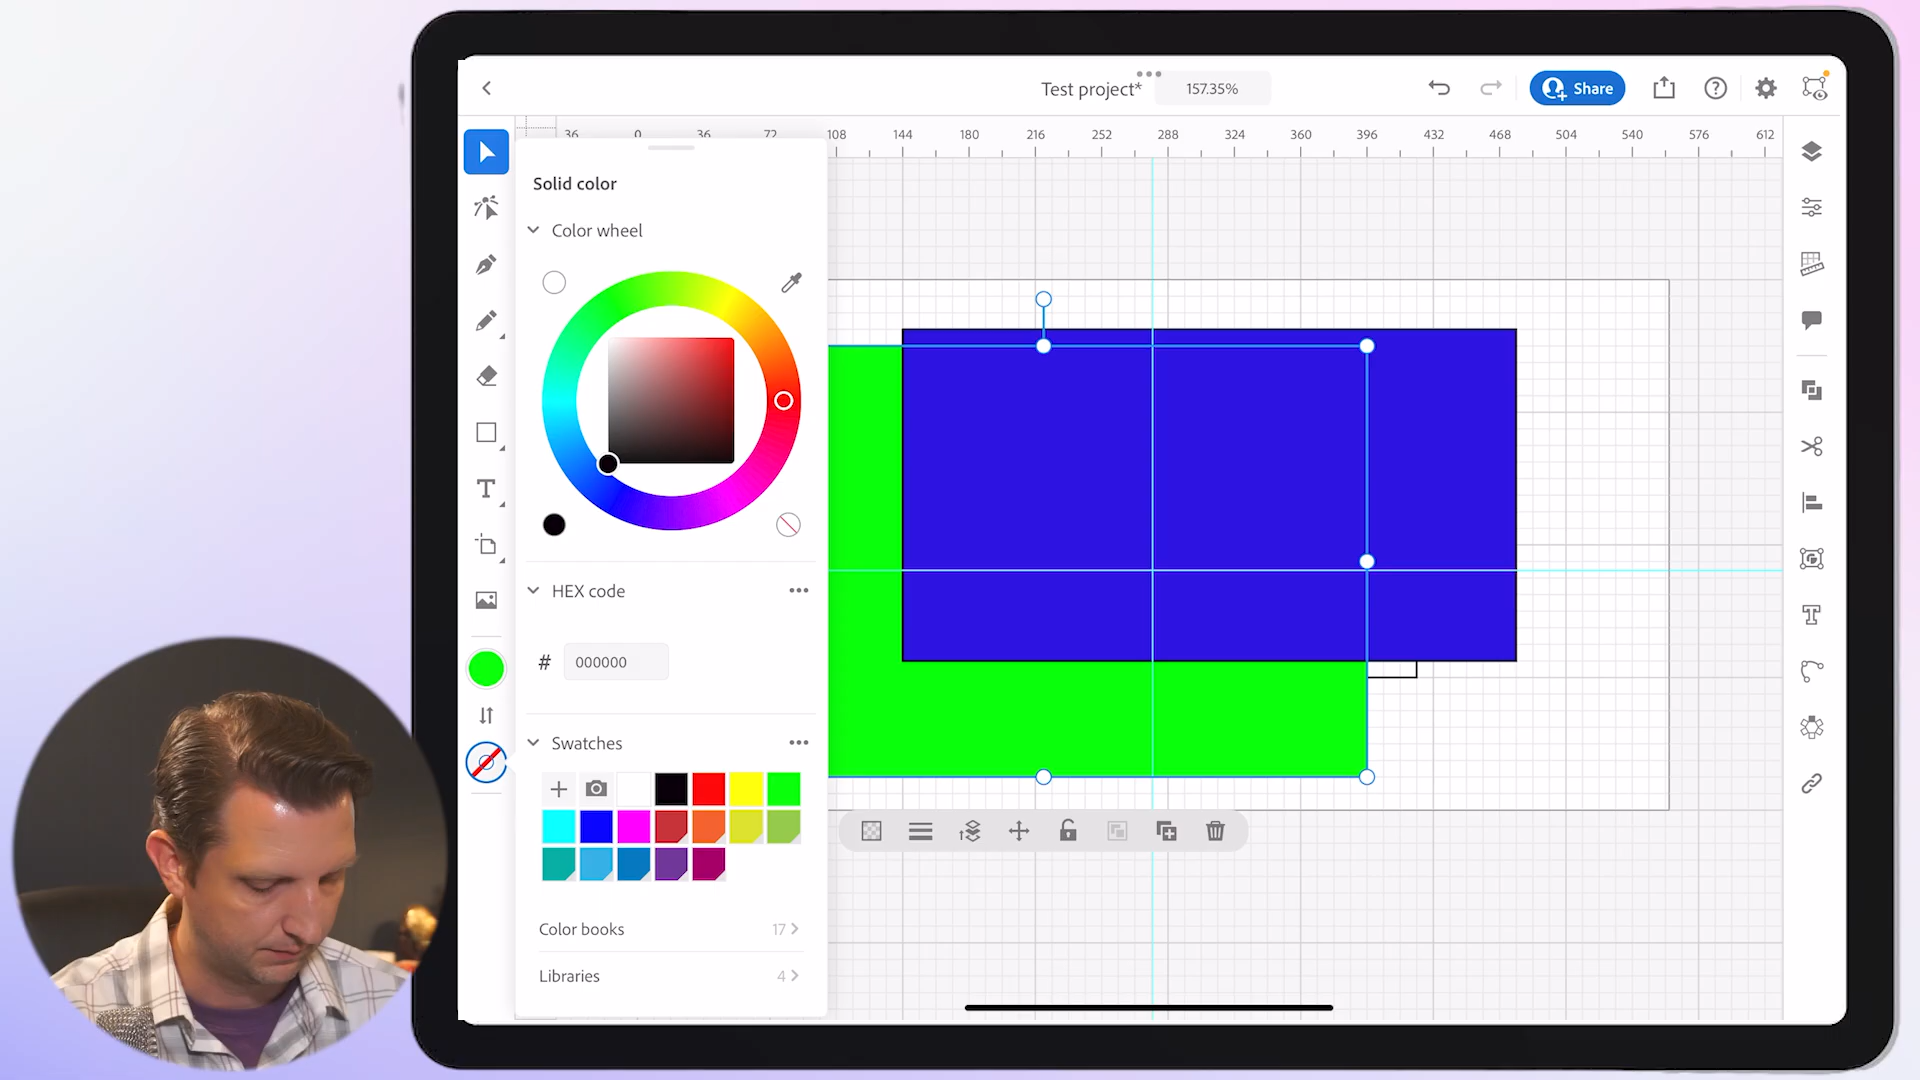 Test project*
157.35%
Share
36 0 36 72 108 144 180 216 252 288 324 360 396 432 468 504 540 576 612
Solid color
Color wheel
HEX code
# 000000
Swatches
Color books 17
Libraries 4